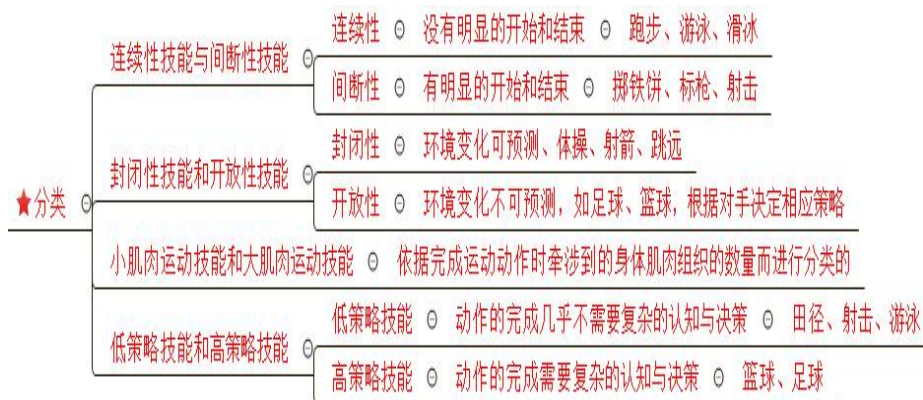 ★分类
连续性技能与间断性技能
连续性 没有明显的开始和结束 跑步、游泳、滑冰
间断性 有明显的开始和结束 掷铁饼、标枪、射击
封闭性技能和开放性技能
封闭性 环境变化可预测、体操、射箭、跳远
开放性 环境变化不可预测，如足球、篮球，根据对手决定相应策略
小肌肉运动技能和大肌肉运动技能 依据完成运动动作时牵涉到的身体肌肉组织的数量而进行分类的
低策略技能和高策略技能
低策略技能 动作的完成几乎不需要复杂的认知与决策 田径、射击、游泳
高策略技能 动作的完成需要复杂的认知与决策 篮球、足球